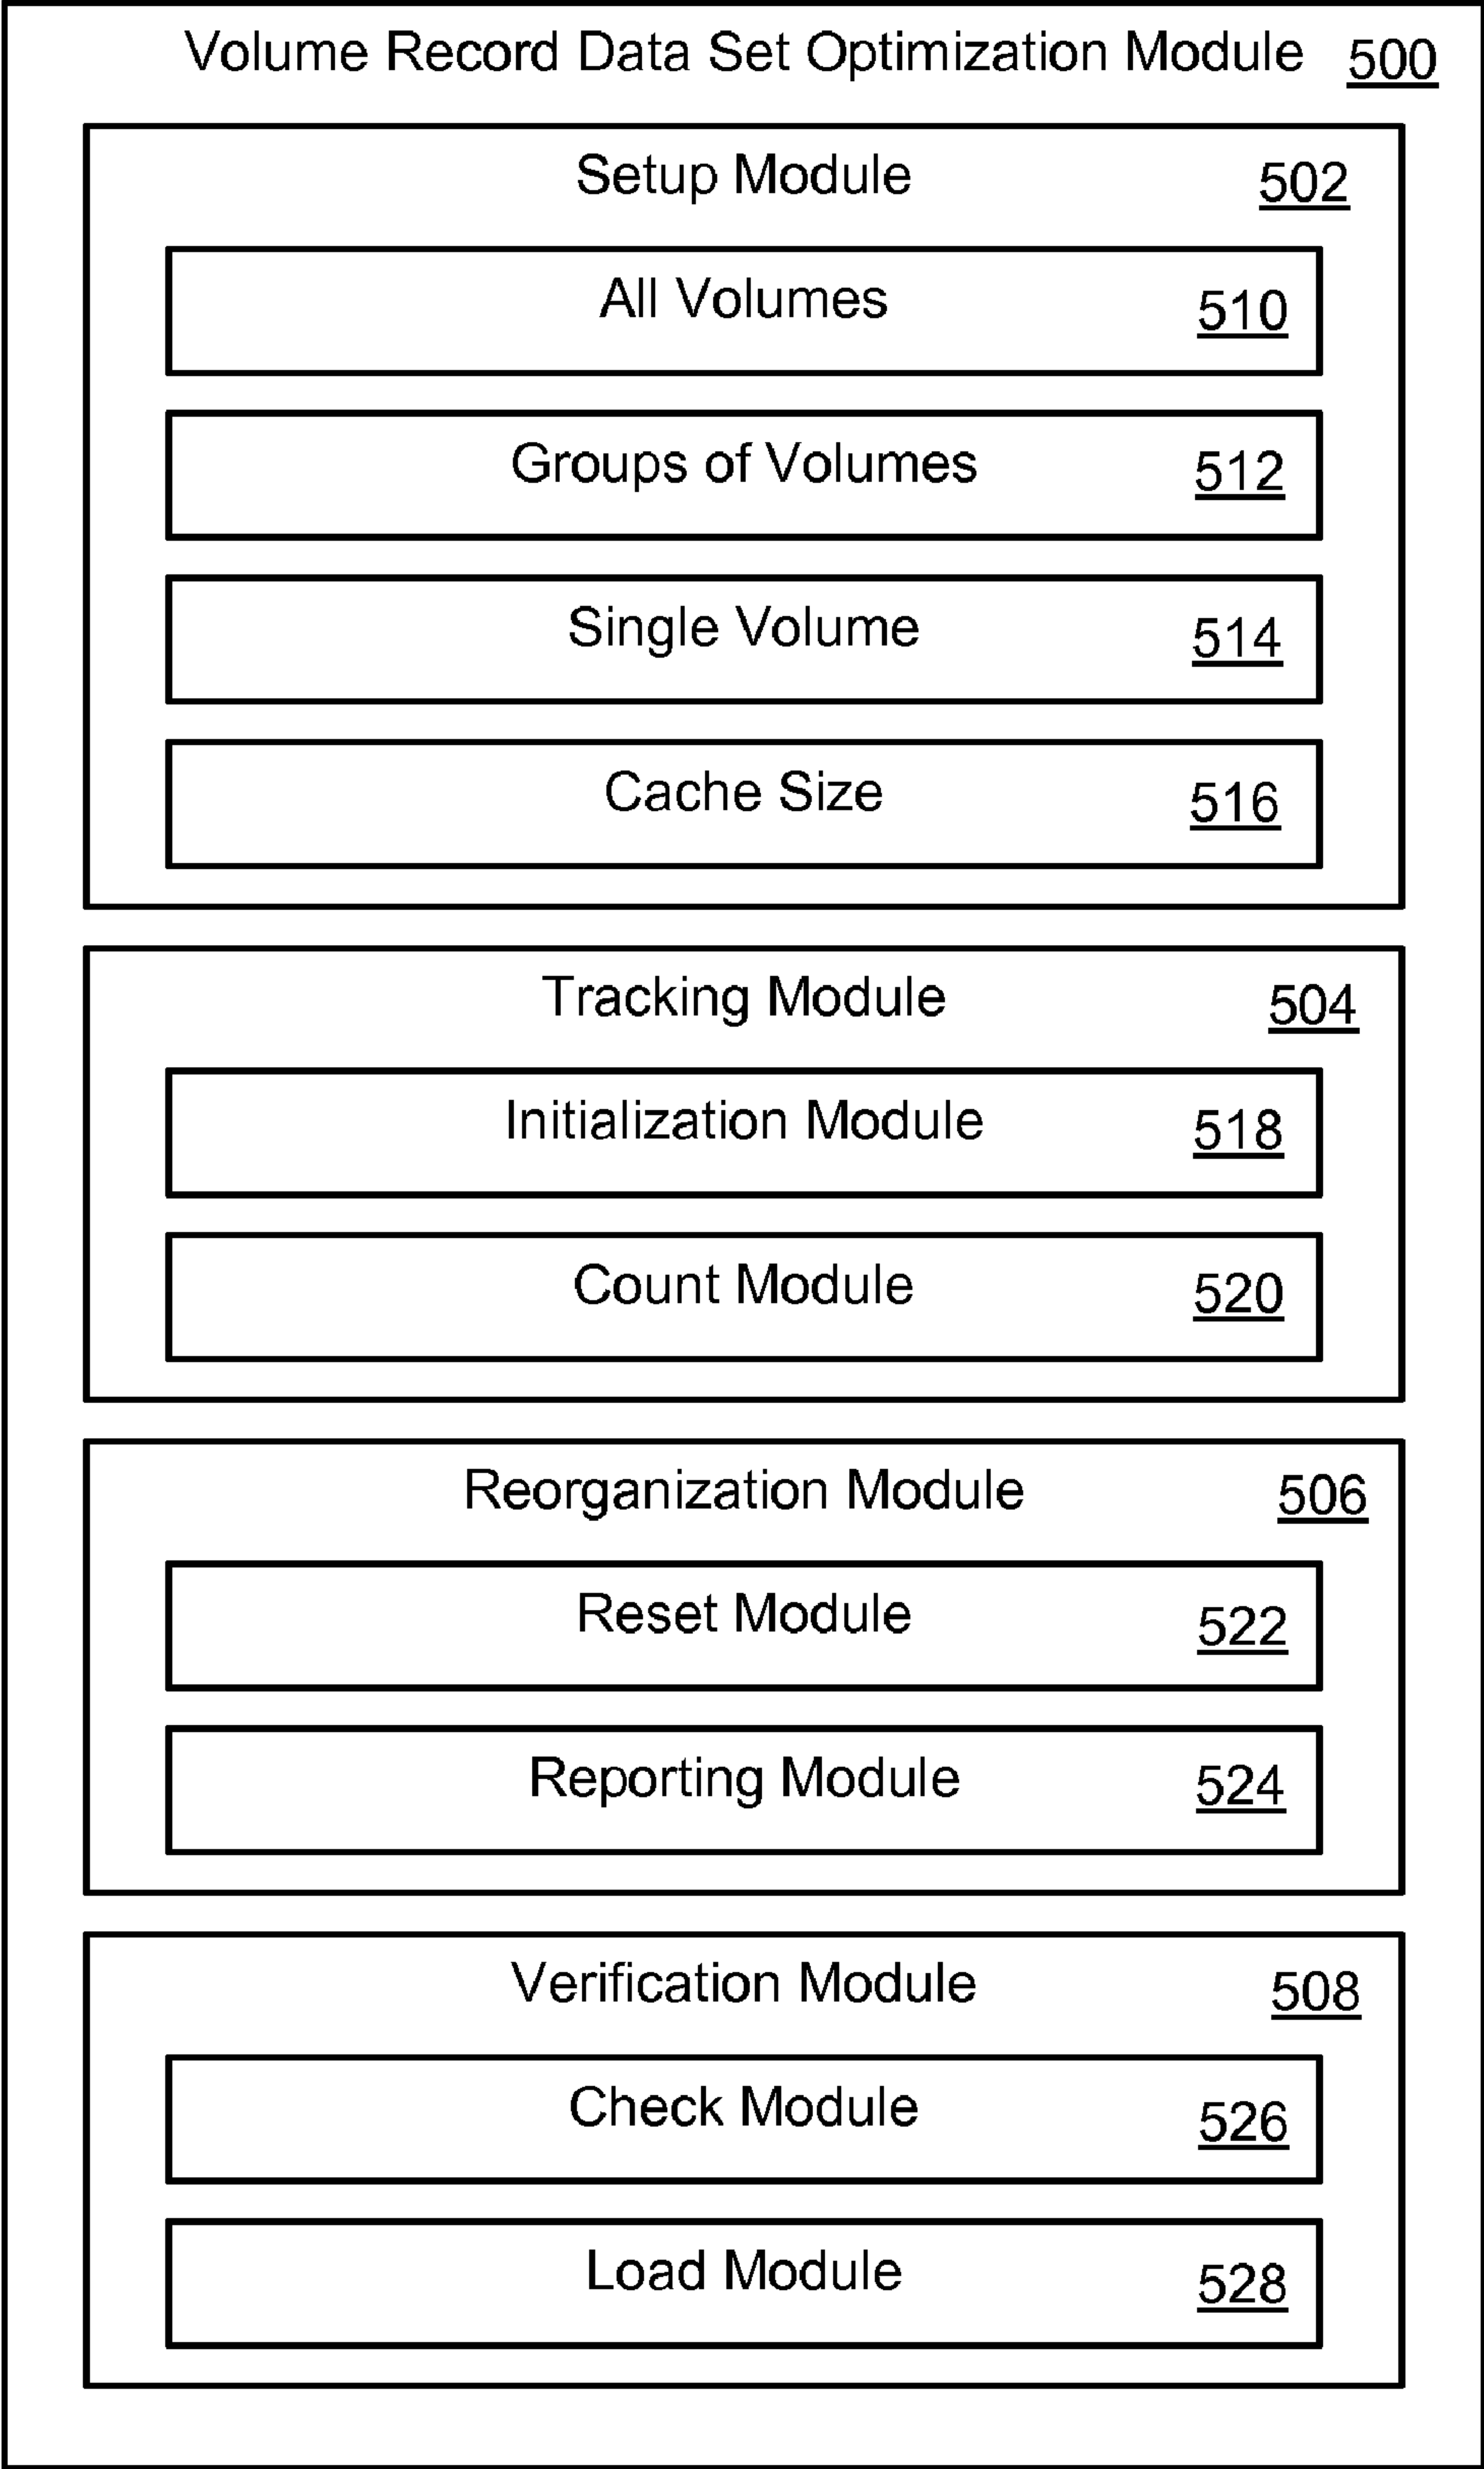 Volume Record Data Set Optimization Module 500
Setup Module 502
All Volumes 510
Groups of Volumes 512
Single Volume 514
Cache Size 516
Tracking Module 504
Initialization Module 518
Count Module 520
Reorganization Module 506
Reset Module 522
Reporting Module 524
Verification Module 508
Check Module 526
Load Module 528